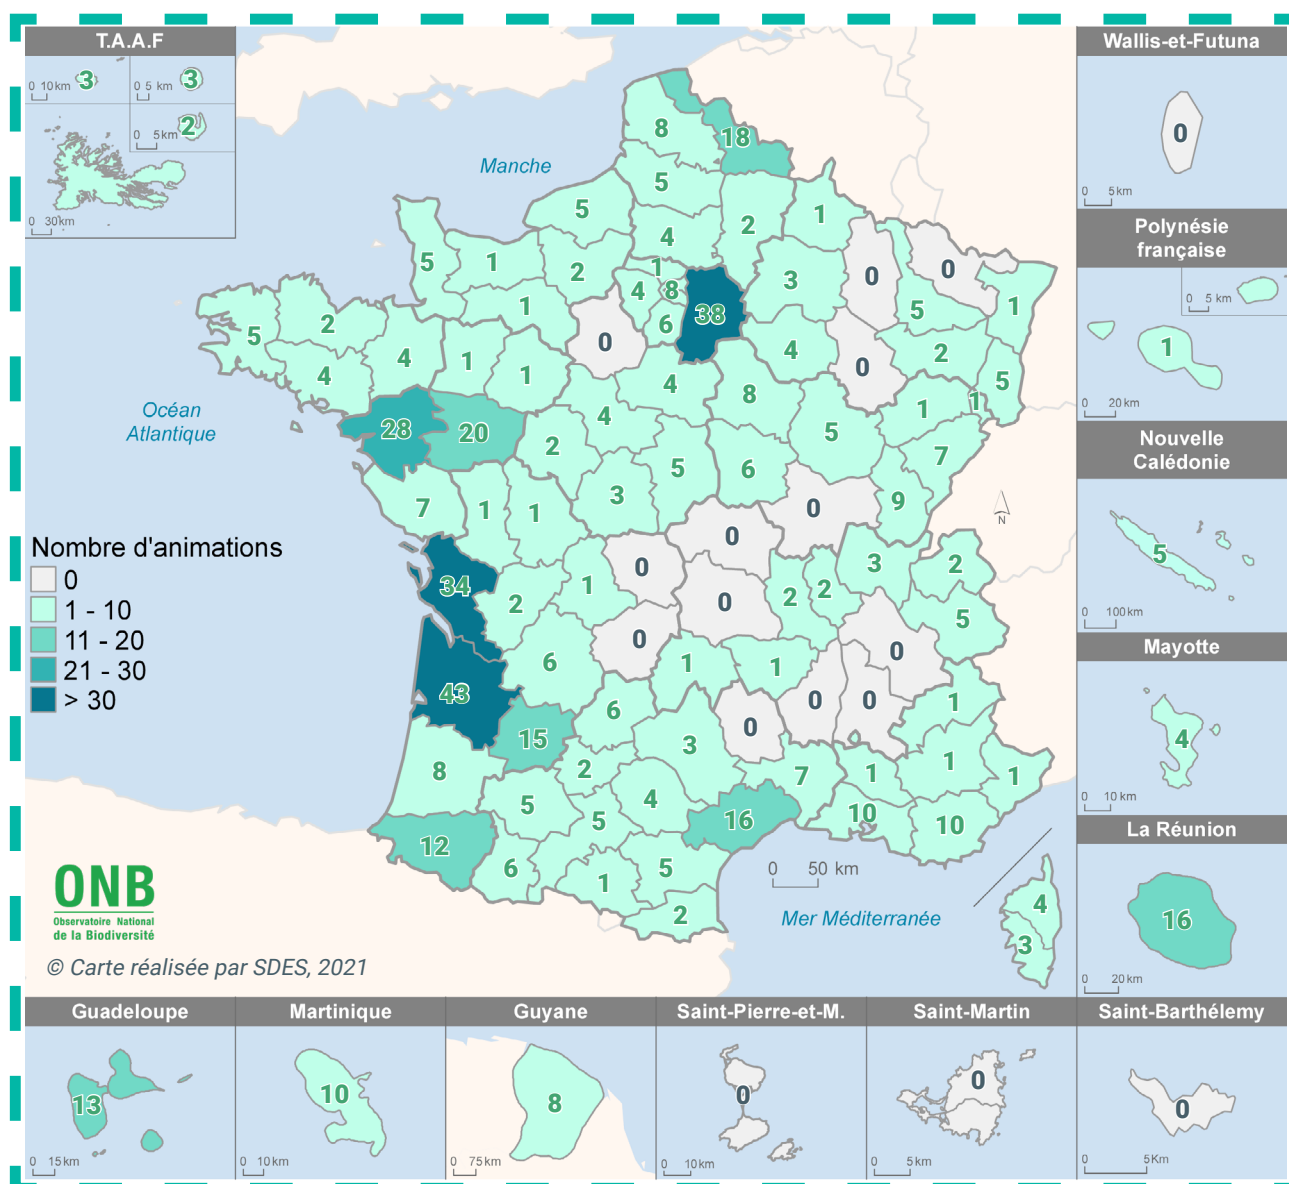 T.A.A.F
3
3
0 10 km
0 5 km
2
0 5 km
0 30 km
Wallis-et-Futuna
0
0 5 km
Polynésie
française
0 5 km
1
0 20 km
Nouvelle
Calédonie
5
0 100 km
Mayotte
4
0 10 km
La Réunion
16
0 20 km
Manche
Océan
Atlantique
Mer Méditerranée
N
8
18
5
5
2
1
4
5
1
2
1
4
8
38
3
0
0
5
1
1
6
0
5
2
4
4
1
1
4
4
8
0
2
5
1
1
28
20
2
4
5
7
7
1
1
3
5
6
0
9
0
34
2
1
0
0
2
2
3
2
5
43
6
0
1
1
0
0
0
1
15
6
3
0
8
2
7
1
1
1
5
5
4
16
10
10
12
6
1
5
2
4
3
Nombre d'animations
0
1 - 10
11 - 20
21 - 30
> 30
0 50 km
ONB
Observatoire National
de la Biodiversité
© Carte réalisée par SDES, 2021
Guadeloupe
13
0 15 km
Martinique
10
0 10 km
Guyane
8
0 75 km
Saint-Pierre-et-M.
0
0 10 km
Saint-Martin
0
0 5 km
Saint-Barthélemy
0
0 5Km